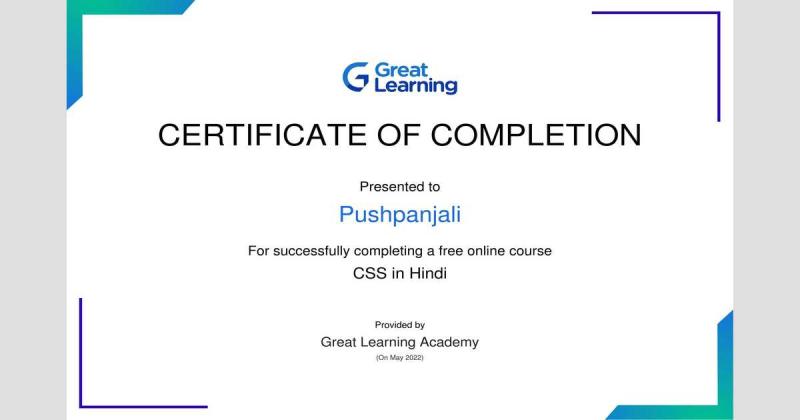 Great
Learning
CERTIFICATE OF COMPLETION
Presented to
Pushpanjali
For successfully completing a free online course
CSS in Hindi
Provided by
Great Learning Academy
(On May 2022)